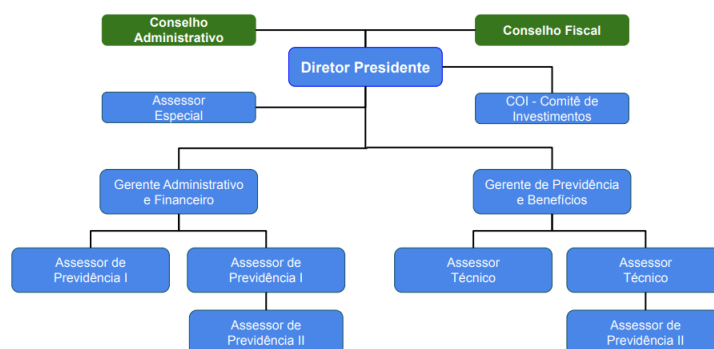 Conselho
Administrativo
Conselho Fiscal
Diretor Presidente
Assessor
Especial
COI - Comitê de
Investimentos
Gerente Administrativo
e Financeiro
Gerente de Previdência
e Benefícios
Assessor de
Previdência I
Assessor de
Previdência I
Assessor
Técnico
Assessor
Técnico
Assessor de
Previdência II
Assessor de
Previdência II